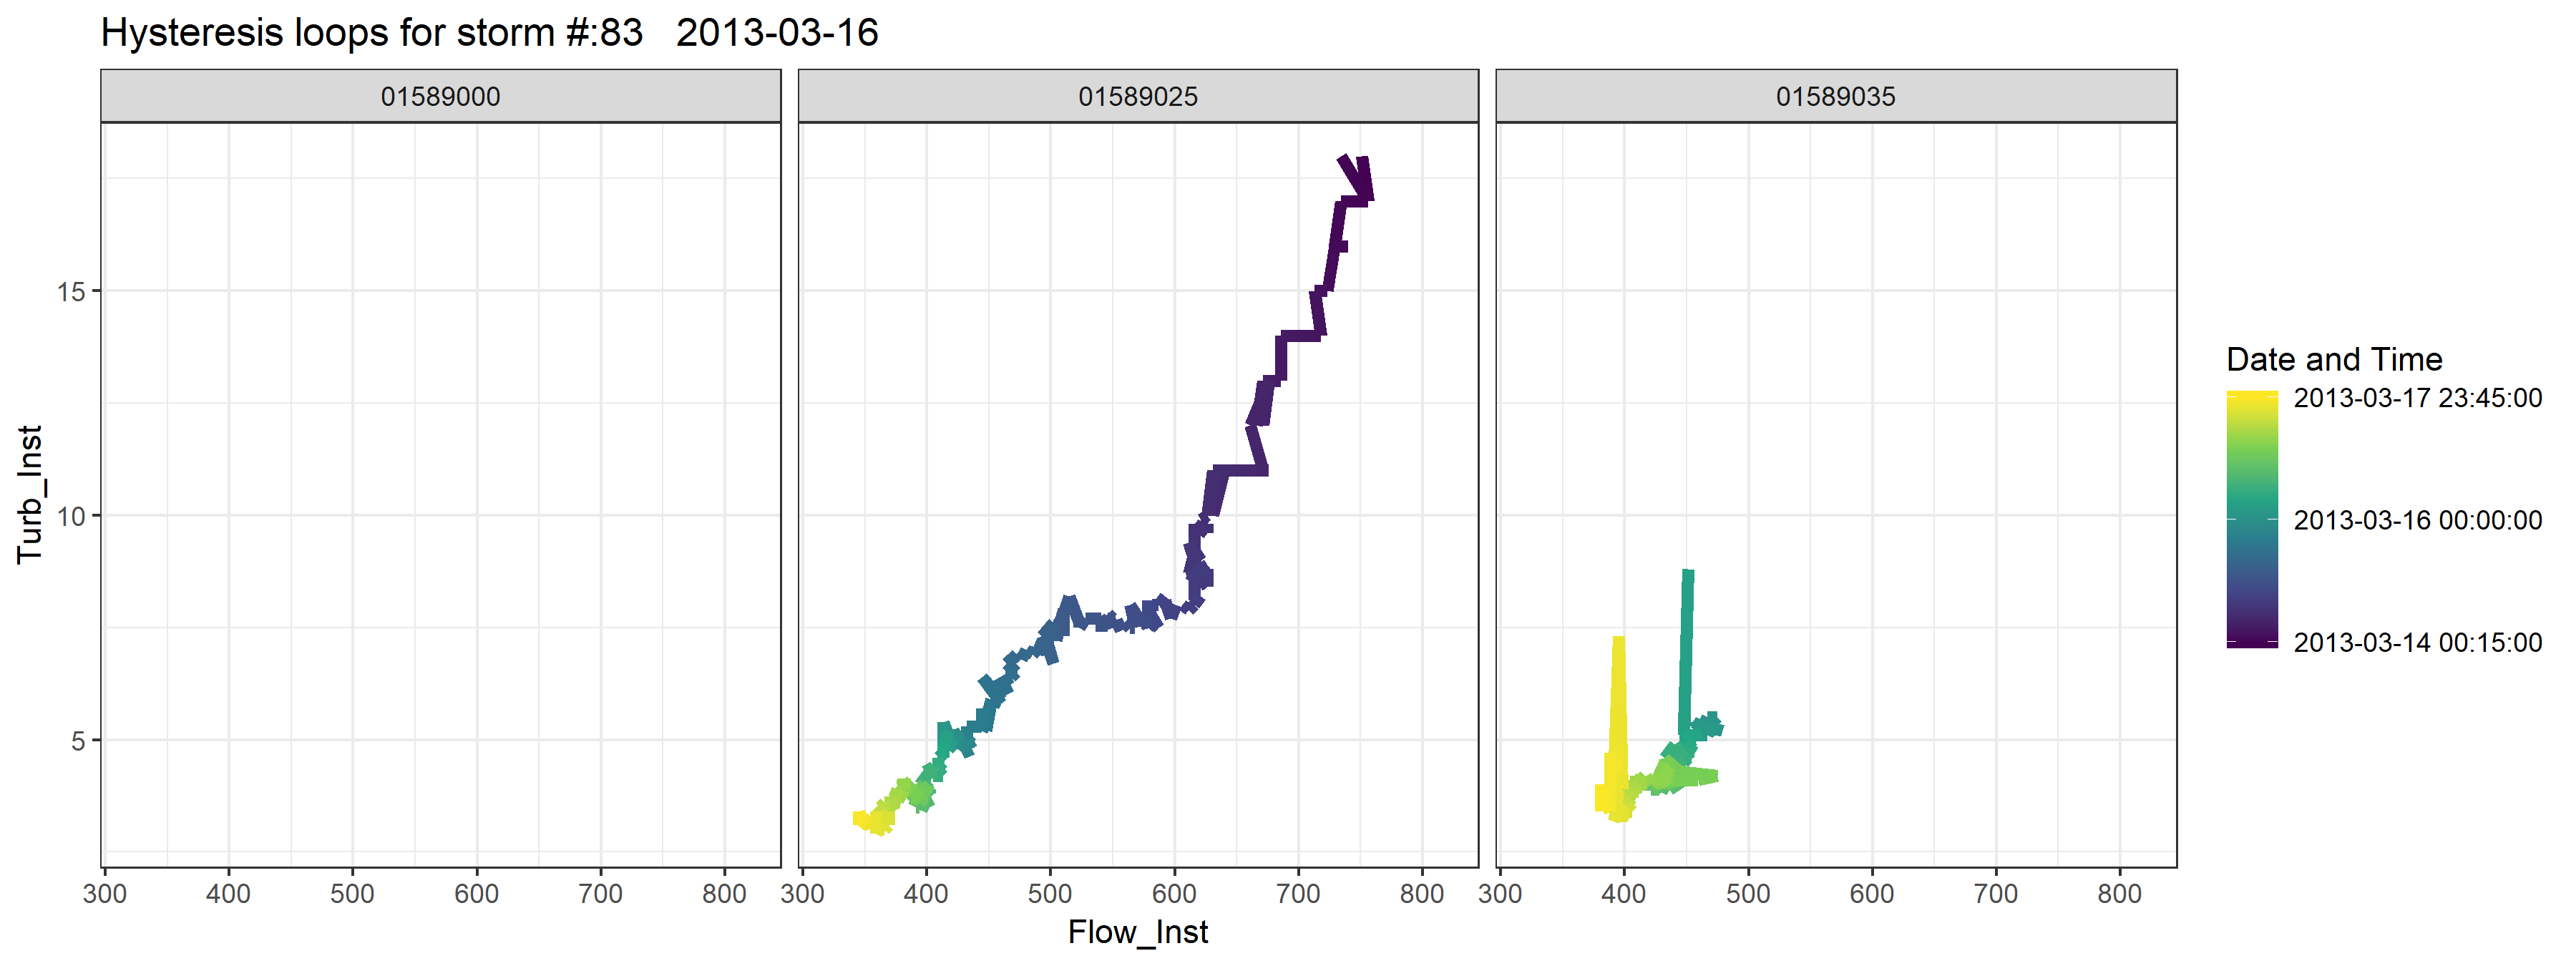 Hysteresis loops for storm #:83   2013-03-16
01589000
01589025
01589035
Turb_Inst
15
10
5
300 400 500 600 700 800
300 400 500 600 700 800
300 400 500 600 700 800
Flow_Inst
Date and Time
2013-03-17 23:45:00
2013-03-16 00:00:00
2013-03-14 00:15:00